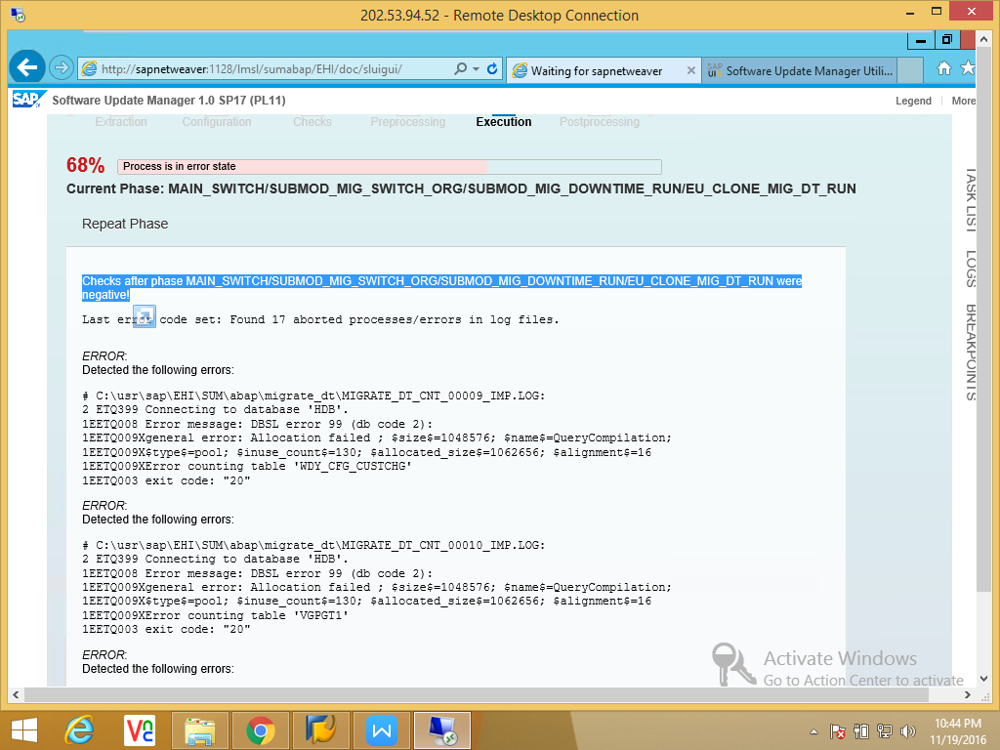 202.53.94.52 - Remote Desktop Connection
http://sapnetweaver:1128/lmsl/sumabap/EHI/doc/sluigui/
Waiting for sapnetweaver
Software Update Manager Utili...
SAP Software Update Manager 1.0 SP17 (PL11)
Legend
More
Extraction Configuration Checks Preprocessing Execution Postprocessing
68% Process is in error state
Current Phase: MAIN_SWITCH/SUBMOD_MIG_SWITCH_ORG/SUBMOD_MIG_DOWNTIME_RUN/EU_CLONE_MIG_DT_RUN
Repeat Phase
Checks after phase MAIN_SWITCH/SUBMOD_MIG_SWITCH_ORG/SUBMOD_MIG_DOWNTIME_RUN/EU_CLONE_MIG_DT_RUN were
negative!
Last error code set: Found 17 aborted processes/errors in log files.
ERROR:
Detected the following errors:
# C:\usr\sap\EHI\SUM\abap\migrate_dt\MIGRATE_DT_CNT_00009_IMP.LOG:
2 ETQ399 Connecting to database 'HDB'.
1EETQ008 Error message: DBSL error 99 (db code 2):
1EETQ009Xgeneral error: Allocation failed ; $size$=1048576; $name$=QueryCompilation;
1EETQ009X$type$=pool; $inuse_count$=130; $allocated_size$=1062656; $alignment$=16
1EETQ009XError counting table 'WDY_CFG_CUSTCHG'
1EETQ003 exit code: "20"
ERROR:
Detected the following errors:
# C:\usr\sap\EHI\SUM\abap\migrate_dt\MIGRATE_DT_CNT_00010_IMP.LOG:
2 ETQ399 Connecting to database 'HDB'.
1EETQ008 Error message: DBSL error 99 (db code 2):
1EETQ009Xgeneral error: Allocation failed ; $size$=1048576; $name$=QueryCompilation;
1EETQ009X$type$=pool; $inuse_count$=130; $allocated_size$=1062656; $alignment$=16
1EETQ009XError counting table 'VGPGT1'
1EETQ003 exit code: "20"
ERROR:
Detected the following errors:
TASK LIST
LOGS
BREAKPOINTS
Activate Windows
Go to Action Center to activate
10:44 PM
11/19/2016